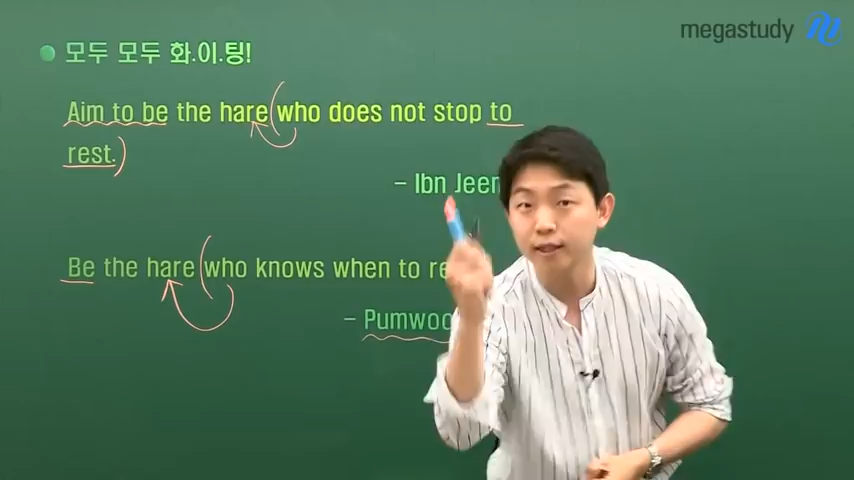 megastudy
모두 모두 화.이.팅!
Aim to be the hare (who does not stop to
rest.)
– Ibn Jeen
Be the hare (who knows when to
– Pumwoo